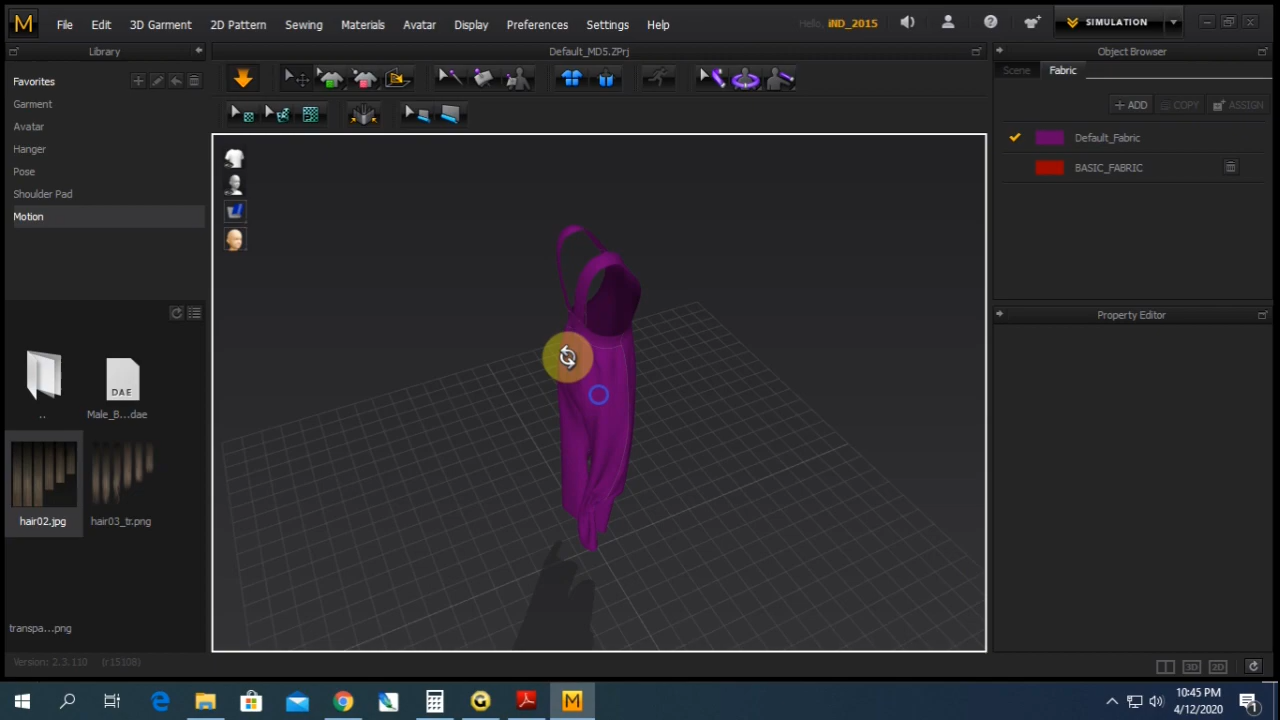 M File Edit 3D Garment 2D Pattern Sewing Materials Avatar Display Preferences Settings Help Hello, iND_2015 SIMULATION
Library Default_MD5.ZPrj Object Browser
Favorites
Garment
Avatar
Hanger
Pose
Shoulder Pad
Motion
Scene Fabric
+ ADD COPY ASSIGN
Default_Fabric
BASIC_FABRIC
Property Editor
DAE
.. Male_B...dae
hair02.jpg hair03_tr.png
transpa...png
Version: 2.3.110 (r15108)
3D 2D
10:45 PM
4/12/2020
M
1